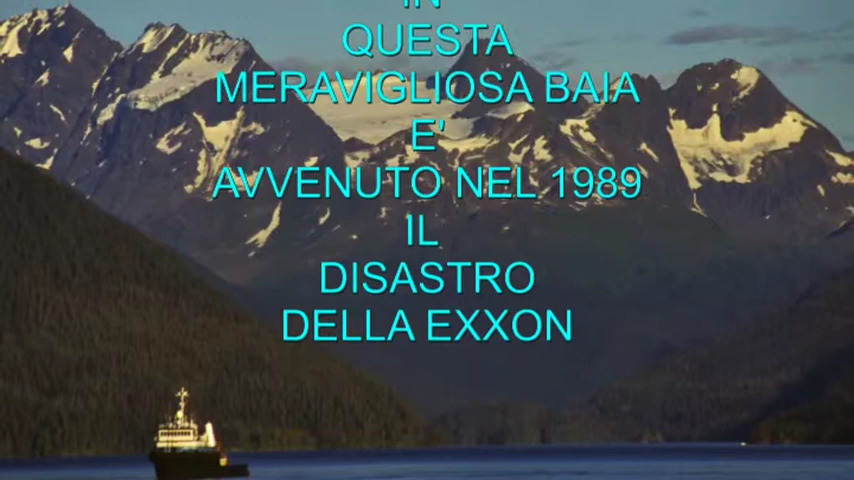 IN
QUESTA
MERAVIGLIOSA BAIA
E'
AVVENUTO NEL 1989
IL
DISASTRO
DELLA EXXON